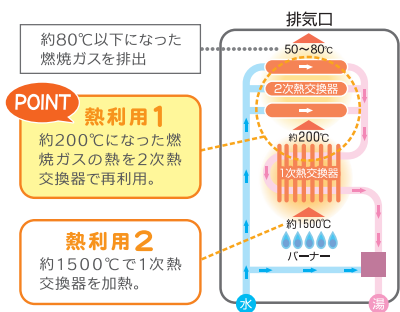 約80℃以下になった
燃焼ガスを排出
POINT
熱利用1
約200℃になった燃
焼ガスの熱を2次熱
交換器で再利用。
熱利用2
約1500℃で1次熱
交換器を加熱。
排気口
50〜80℃
2次熱交換器
約200℃
1次熱交換器
約1500℃
バーナー
水
湯